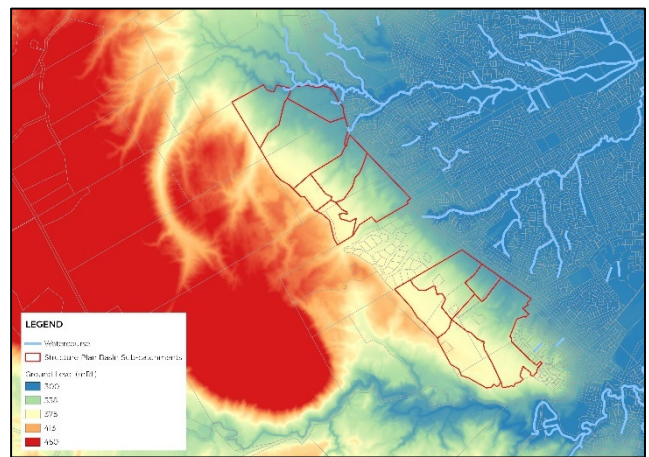 LEGEND
Watercourse
Structure Plan Basin Sub-catchments
Ground Level (mRL)
300
338
375
413
450